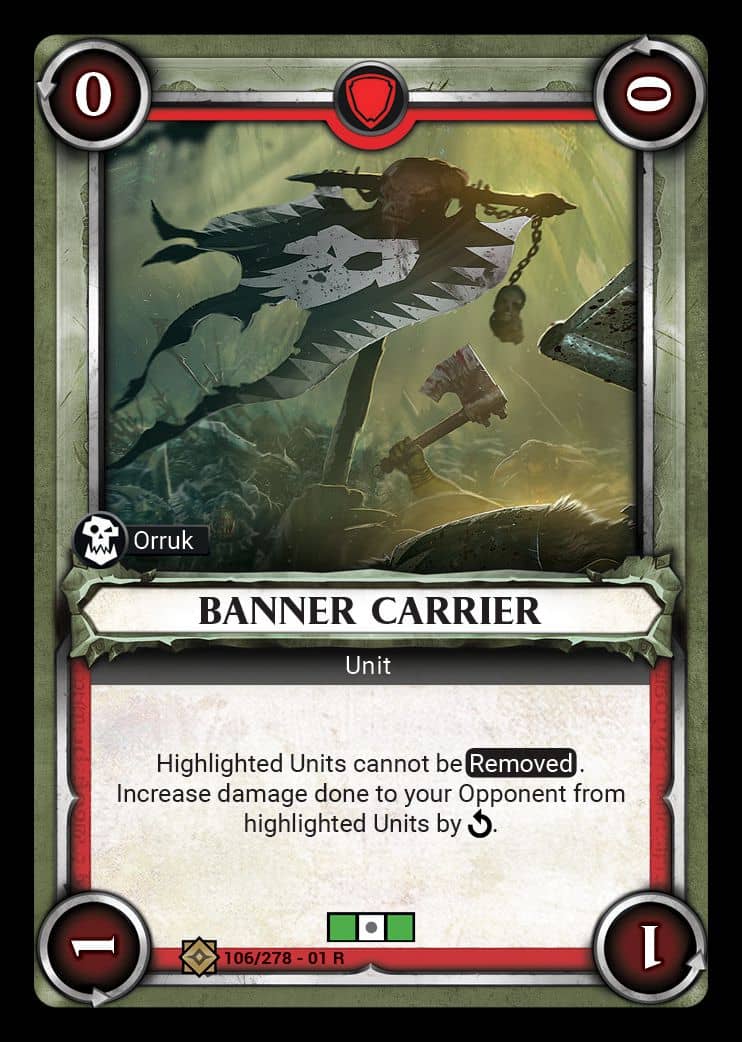 0
0
Orruk
BANNER CARRIER
Unit
Highlighted Units cannot be Removed.
Increase damage done to your Opponent from
highlighted Units by .
1
106/278 - 01 R
1